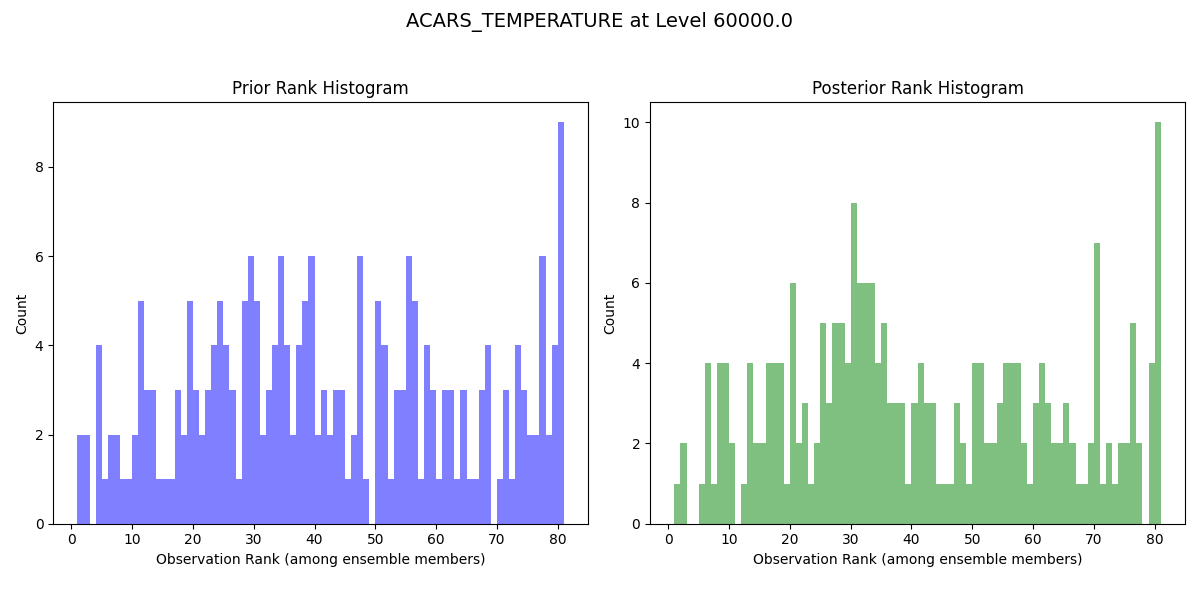 ACARS_TEMPERATURE at Level 60000.0
Prior Rank Histogram
Count
8
6
4
2
0
0 10 20 30 40 50 60 70 80
Observation Rank (among ensemble members)
Posterior Rank Histogram
Count
10
8
6
4
2
0
0 10 20 30 40 50 60 70 80
Observation Rank (among ensemble members)